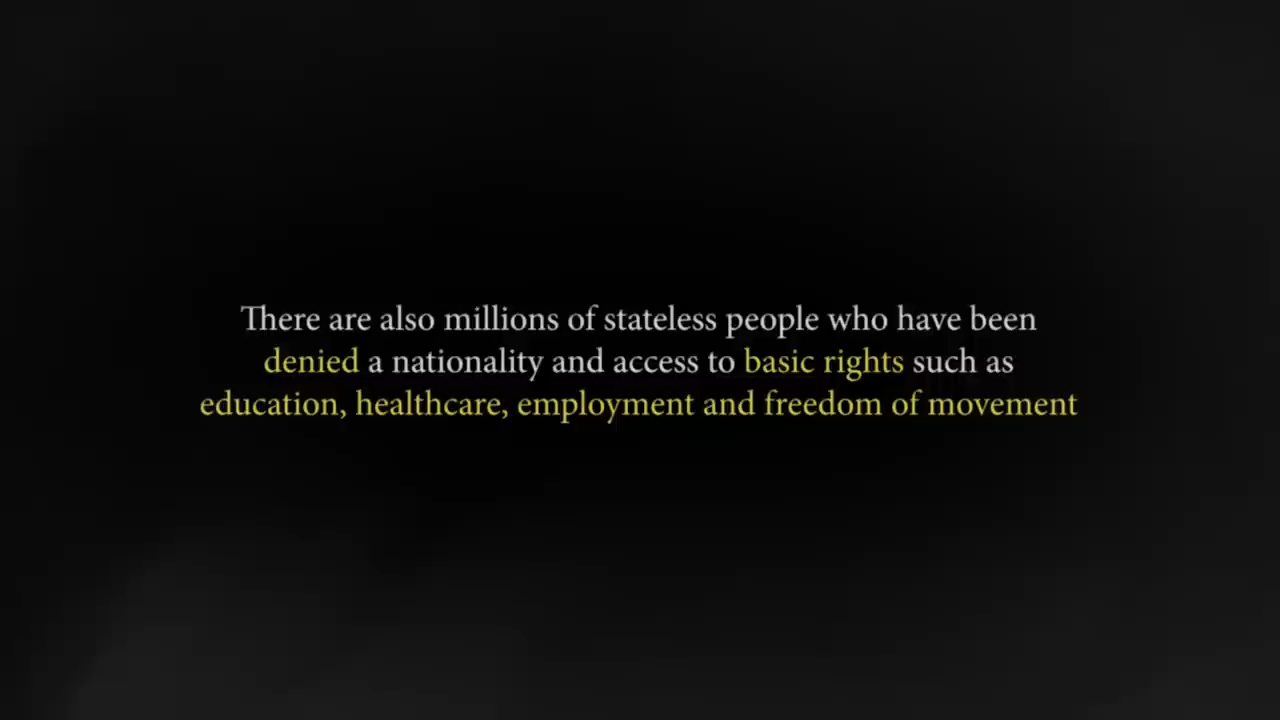 There are also millions of stateless people who have been
denied a nationality and access to basic rights such as
education, healthcare, employment and freedom of movement